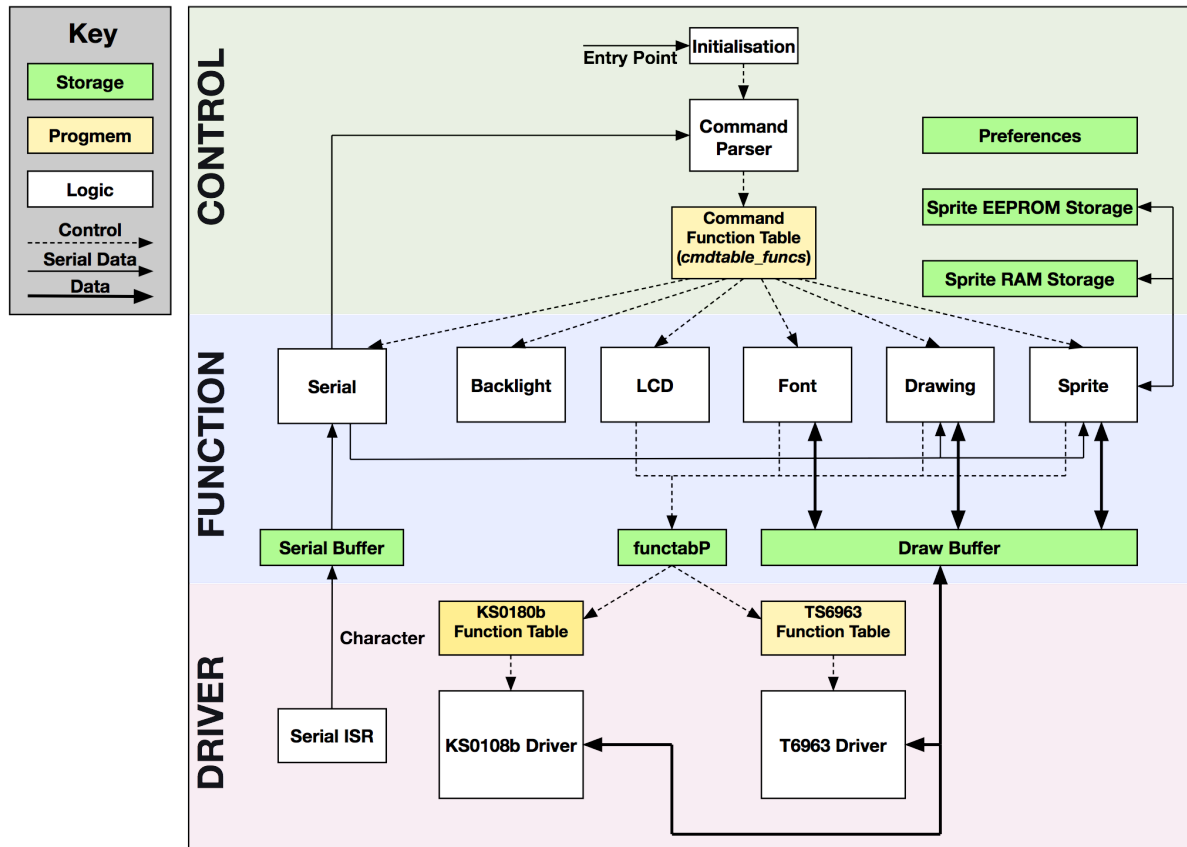 Key
Storage
Progmem
Logic
Control
Serial Data
Data
CONTROL
Entry Point
Initialisation
Command
Parser
Command
Function Table
(cmdtable_funcs)
Preferences
Sprite EEPROM Storage
Sprite RAM Storage
FUNCTION
Serial
Backlight
LCD
Font
Drawing
Sprite
Serial Buffer
functabP
Draw Buffer
DRIVER
Character
KS0180b
Function Table
TS6963
Function Table
Serial ISR
KS0108b Driver
T6963 Driver